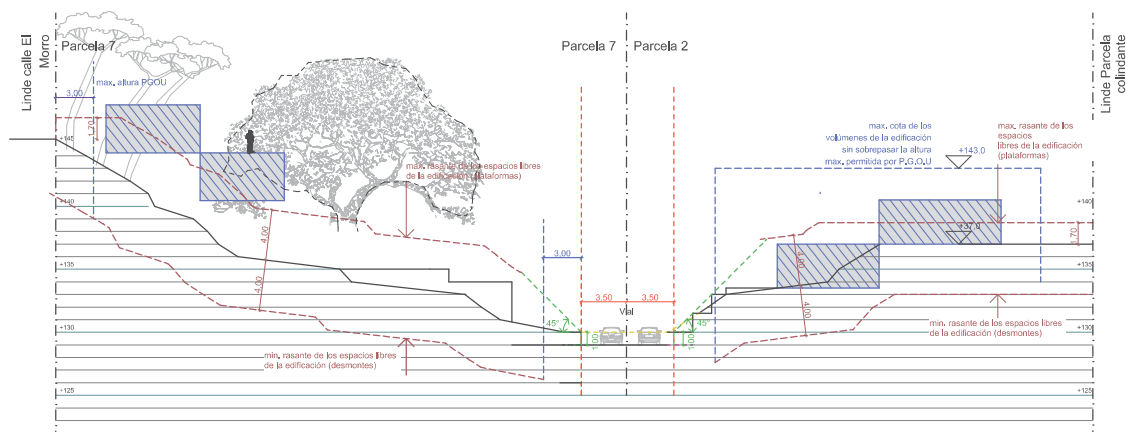 Linde calle El
Morro
Parcela 7
Parcela 7
Parcela 2
Linde Parcela
colindante
max. altura PGOU
3.00
1.70
+145
+140
+135
+130
+125
4.00
4.00
max. rasante de los espacios libres
de la edificación (plataformas)
min. rasante de los espacios libres
de la edificación (desmontes)
3.00
3.50
3.50
Vial
45°
45°
1.00
1.00
max. cota de los
volúmenes de la edificación
sin sobrepasar la altura
max. permitida por P.G.O.U
+143.0
max. rasante de los
espacios
libres de la edificación
(plataformas)
+37.0
1.70
4.00
4.00
min. rasante de los espacios libres
de la edificación (desmontes)
+140
+135
+130
+125